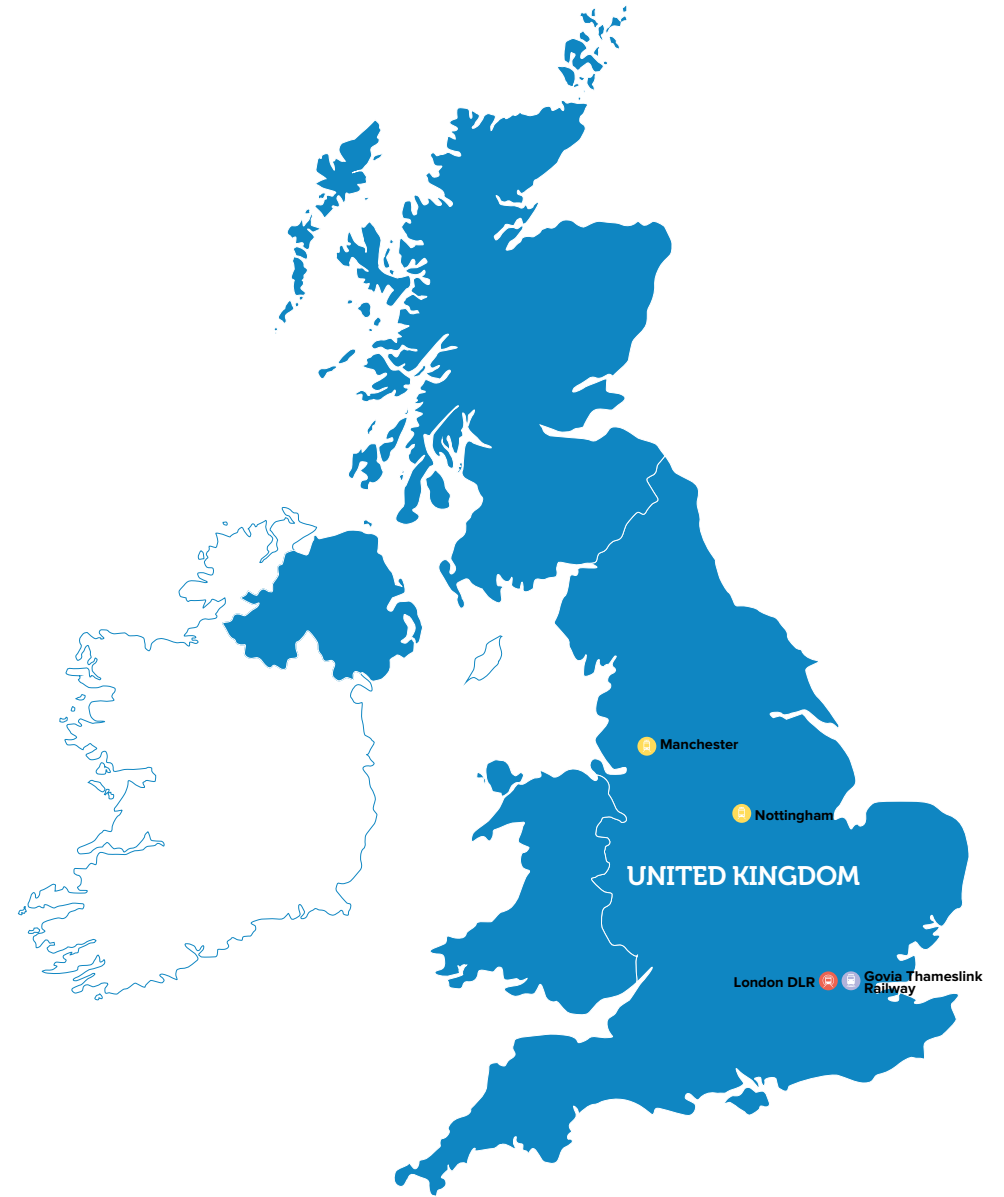 Manchester
Nottingham
UNITED KINGDOM
London DLR
Govia Thameslink
Railway